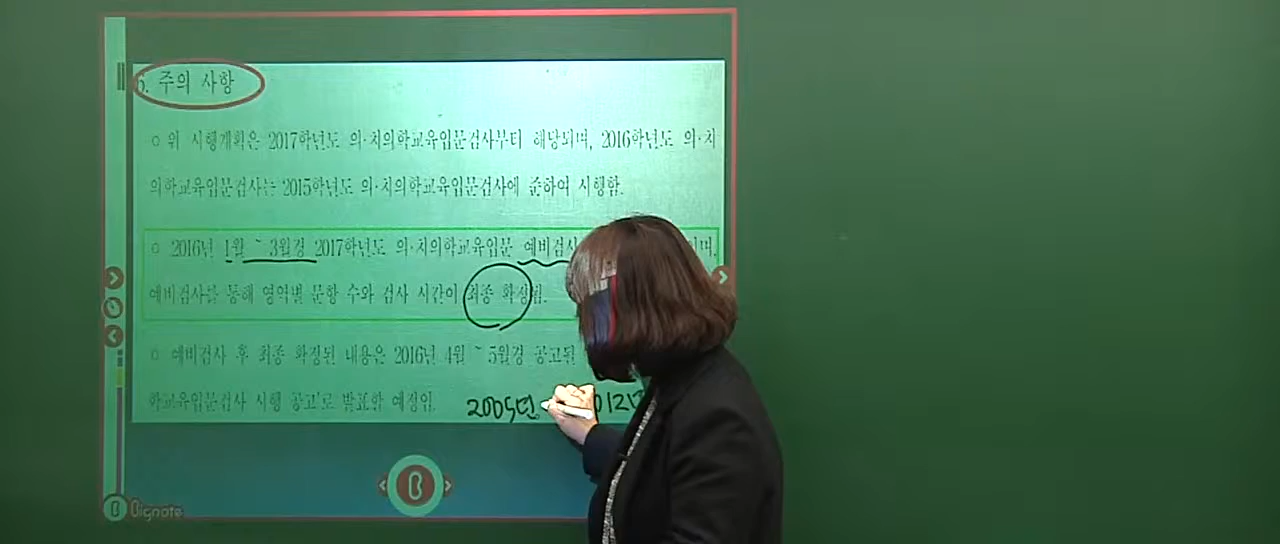 6. 주의 사항
○ 위 시행계획은 2017학년도 의·치의학교육입문검사부터 해당되며, 2016학년도 의·치
의학교육입문검사는 2015학년도 의·치의학교육입문검사에 준하여 시행함.
○ 2016년 1월 ~ 3월경 2017학년도 의·치의학교육입문 예비검사 되며,
예비검사를 통해 영역별 문항 수와 검사 시간이 최종 확정됨.
○ 예비검사 후 최종 확정된 내용은 2016년 4월 ~ 5월경 공고된
학교육입문검사 시행 공고'로 발표할 예정임.
2005년 012년
Bignote